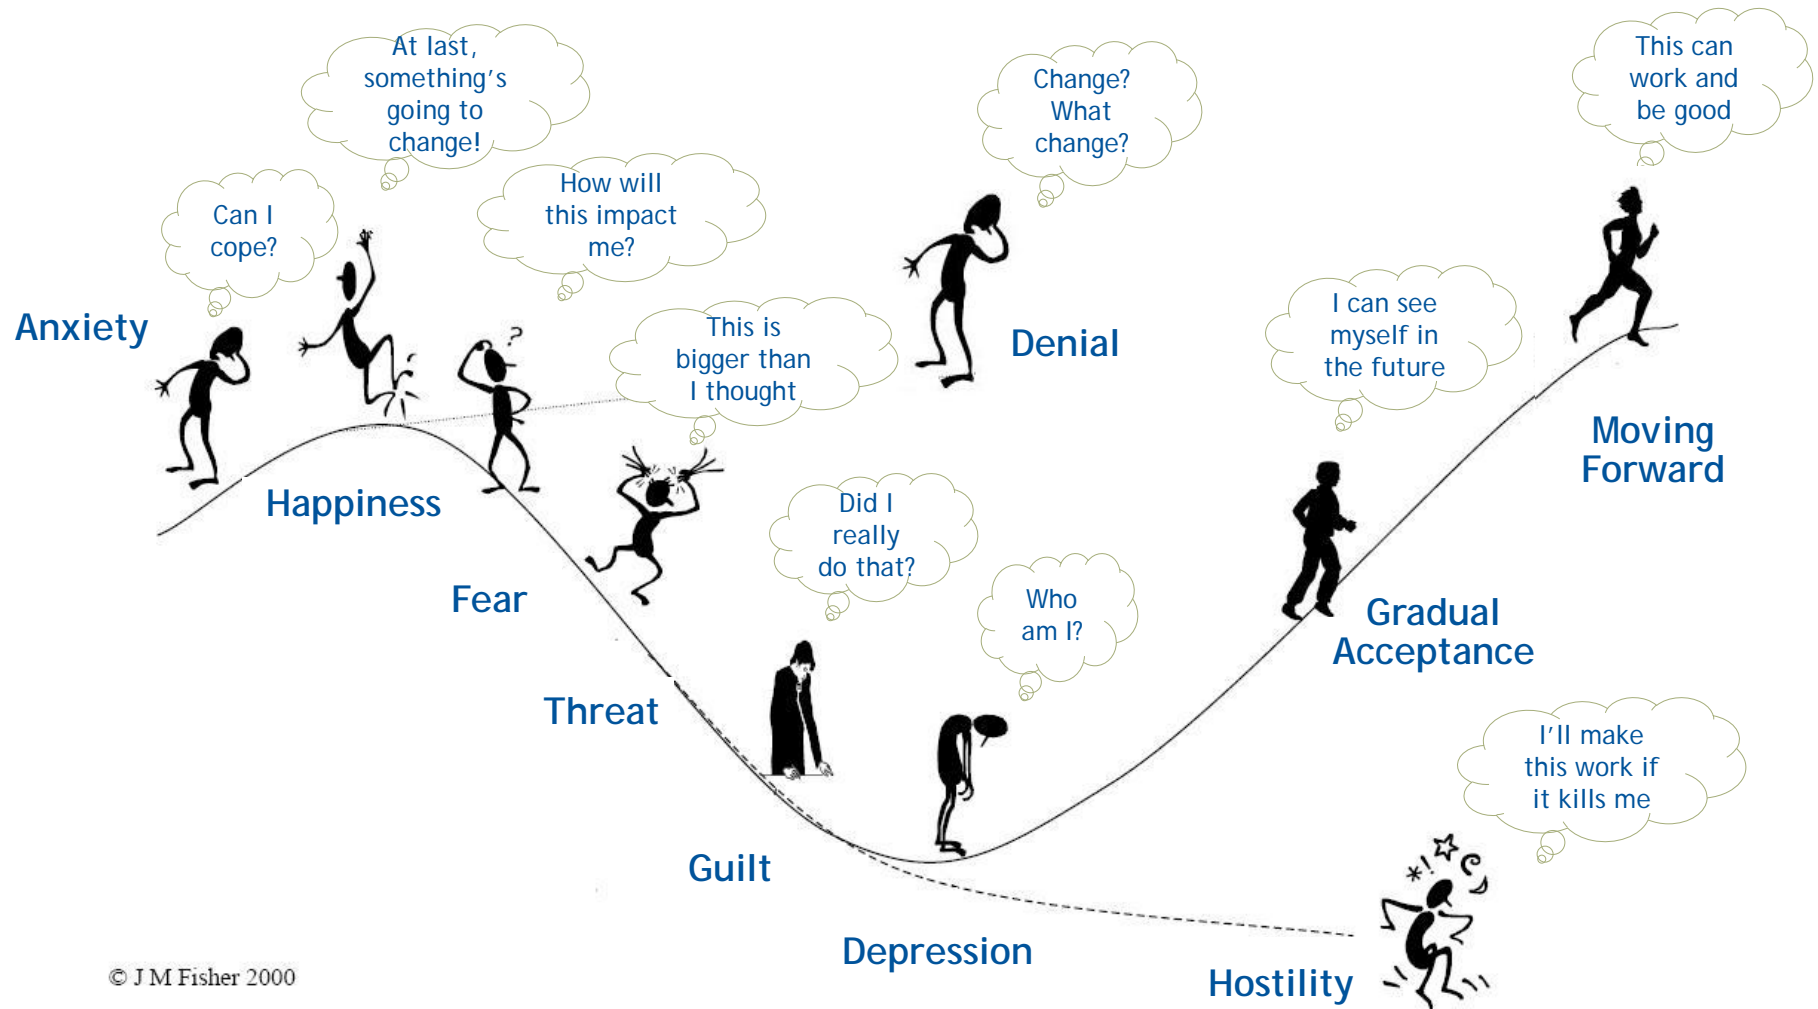 At last,
something's
going to
change!
Can I
cope?
How will
this impact
me?
Change?
What
change?
This can
work and
be good
Anxiety
?
This is
bigger than
I thought
Denial
I can see
myself in
the future
Moving
Forward
Happiness
Fear
Did I
really
do that?
Who
am I?
Gradual
Acceptance
Threat
I'll make
this work if
it kills me
Guilt
Depression
*!
Hostility
© J M Fisher 2000